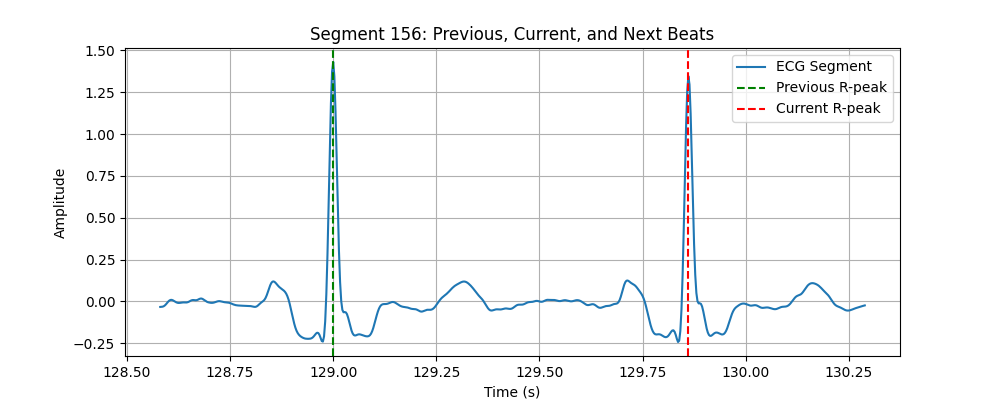 Segment 156: Previous, Current, and Next Beats
1.50
1.25
1.00
0.75
0.50
0.25
0.00
−0.25
Amplitude
ECG Segment
Previous R-peak
Current R-peak
128.50 128.75 129.00 129.25 129.50 129.75 130.00 130.25
Time (s)